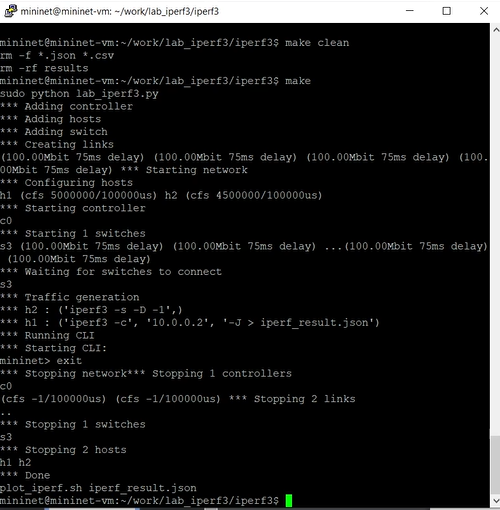 mininet@mininet-vm: ~/work/lab_iperf3/iperf3
mininet@mininet-vm:~/work/lab_iperf3/iperf3$ make clean
rm -f *.json *.csv
rm -rf results
mininet@mininet-vm:~/work/lab_iperf3/iperf3$ make
sudo python lab_iperf3.py
*** Adding controller
*** Adding hosts
*** Adding switch
*** Creating links
(100.00Mbit 75ms delay) (100.00Mbit 75ms delay) (100.00Mbit 75ms delay) (100.
00Mbit 75ms delay) *** Starting network
*** Configuring hosts
h1 (cfs 5000000/100000us) h2 (cfs 4500000/100000us)
*** Starting controller
c0
*** Starting 1 switches
s3 (100.00Mbit 75ms delay) (100.00Mbit 75ms delay) ...(100.00Mbit 75ms delay)
(100.00Mbit 75ms delay)
*** Waiting for switches to connect
s3
*** Traffic generation
*** h2 : ('iperf3 -s -D -1',)
*** h1 : ('iperf3 -c', '10.0.0.2', '-J > iperf_result.json')
*** Running CLI
*** Starting CLI:
mininet> exit
*** Stopping network*** Stopping 1 controllers
c0
(cfs -1/100000us) (cfs -1/100000us) *** Stopping 2 links
..
*** Stopping 1 switches
s3
*** Stopping 2 hosts
h1 h2
*** Done
plot_iperf.sh iperf_result.json
mininet@mininet-vm:~/work/lab_iperf3/iperf3$